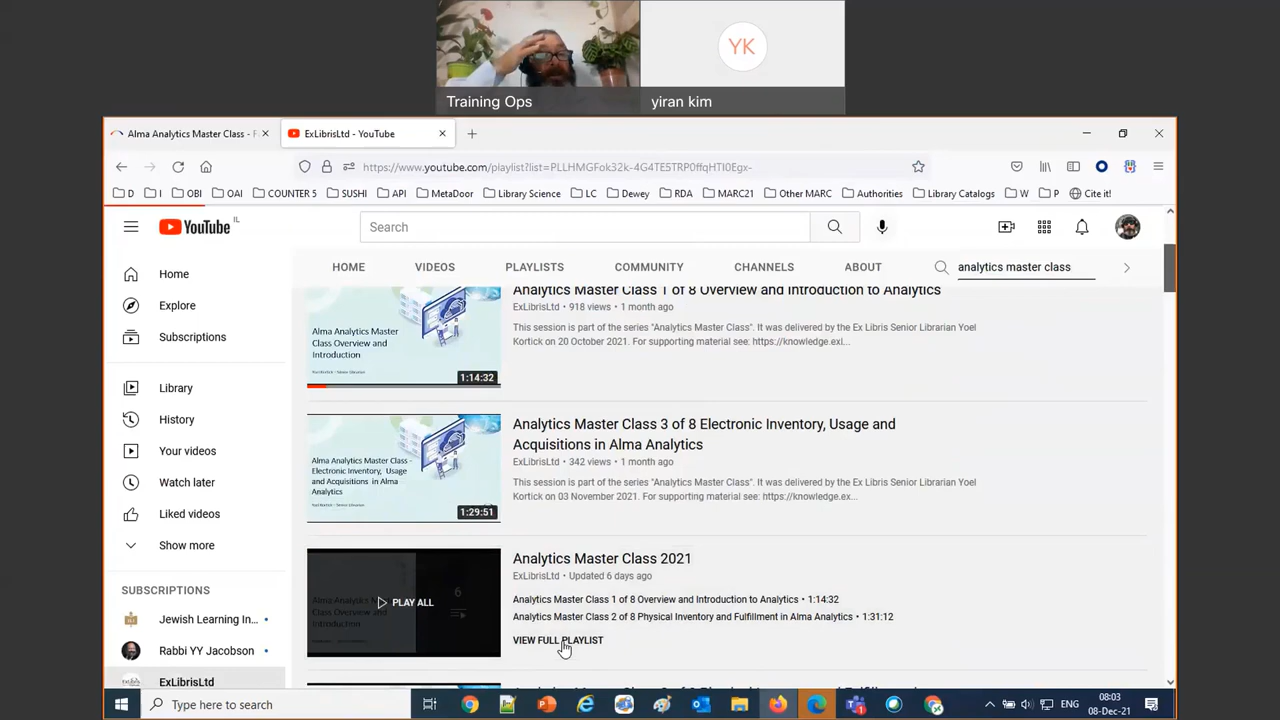 YK
Training Ops
yiran kim
Alma Analytics Master Class - F
ExLibrisLtd - YouTube
https://www.youtube.com/playlist?list=PLLHMGFok32k-4G4TE5TRP0ffqHTI0Egx-
D
I
OBI
OAI
COUNTER 5
SUSHI
API
MetaDoor
Library Science
LC
Dewey
RDA
MARC21
Other MARC
Authorities
Library Catalogs
W
P
Cite it!
YouTube IL
Search
HOME
VIDEOS
PLAYLISTS
COMMUNITY
CHANNELS
ABOUT
analytics master class
Home
Explore
Subscriptions
Library
History
Your videos
Watch later
Liked videos
Show more
SUBSCRIPTIONS
Jewish Learning In...
Rabbi YY Jacobson
ExLibrisLtd
Alma Analytics Master
Class Overview and
Introduction
1:14:32
Analytics Master Class 1 of 8 Overview and Introduction to Analytics
ExLibrisLtd • 918 views • 1 month ago
This session is part of the series "Analytics Master Class". It was delivered by the Ex Libris Senior Librarian Yoel
Kortick on 20 October 2021. For supporting material see: https://knowledge.exl...
Alma Analytics Master Class -
Electronic Inventory, Usage
and Acquisitions in Alma
Analytics
1:29:51
Analytics Master Class 3 of 8 Electronic Inventory, Usage and
Acquisitions in Alma Analytics
ExLibrisLtd • 342 views • 1 month ago
This session is part of the series "Analytics Master Class". It was delivered by the Ex Libris Senior Librarian Yoel
Kortick on 03 November 2021. For supporting material see: https://knowledge.ex...
PLAY ALL
6
Analytics Master Class 2021
ExLibrisLtd • Updated 6 days ago
Analytics Master Class 1 of 8 Overview and Introduction to Analytics • 1:14:32
Analytics Master Class 2 of 8 Physical Inventory and Fulfillment in Alma Analytics • 1:31:12
VIEW FULL PLAYLIST
Type here to search
ENG
08:03
08-Dec-21